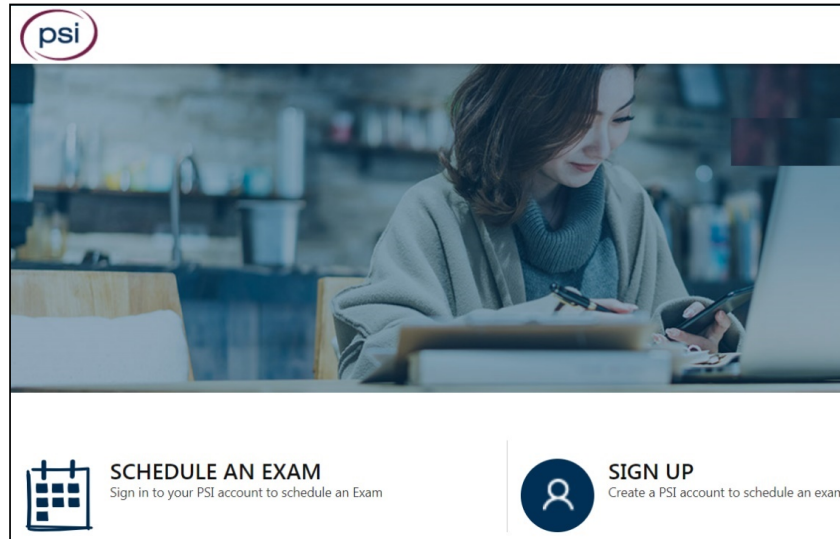 psi
SCHEDULE AN EXAM
Sign in to your PSI account to schedule an Exam
SIGN UP
Create a PSI account to schedule an exam